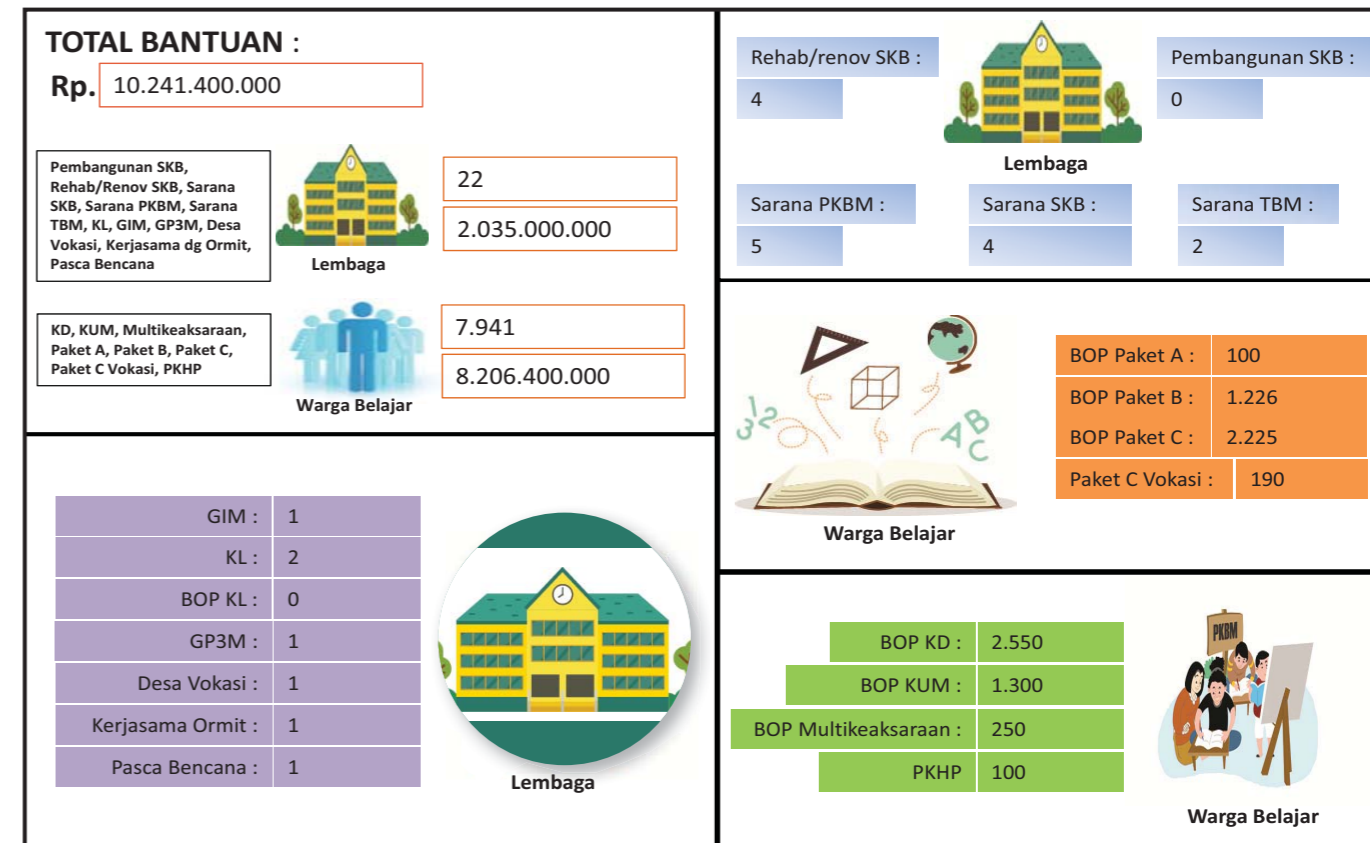 TOTAL BANTUAN :
Rp. 10.241.400.000
Pembangunan SKB,
Rehab/Renov SKB, Sarana
SKB, Sarana PKBM, Sarana
TBM, KL, GIM, GP3M, Desa
Vokasi, Kerjasama dg Ormit,
Pasca Bencana
Lembaga
22
2.035.000.000
KD, KUM, Multikeaksaraan,
Paket A, Paket B, Paket C,
Paket C Vokasi, PKHP
Warga Belajar
7.941
8.206.400.000
Rehab/renov SKB :
4
Pembangunan SKB :
0
Lembaga
Sarana PKBM :
5
Sarana SKB :
4
Sarana TBM :
2
123
ABC
Warga Belajar
BOP Paket A : 100
BOP Paket B : 1.226
BOP Paket C : 2.225
Paket C Vokasi : 190
GIM : 1
KL : 2
BOP KL : 0
GP3M : 1
Desa Vokasi : 1
Kerjasama Ormit : 1
Pasca Bencana : 1
Lembaga
BOP KD : 2.550
BOP KUM : 1.300
BOP Multikeaksaraan : 250
PKHP 100
PKBM
Warga Belajar